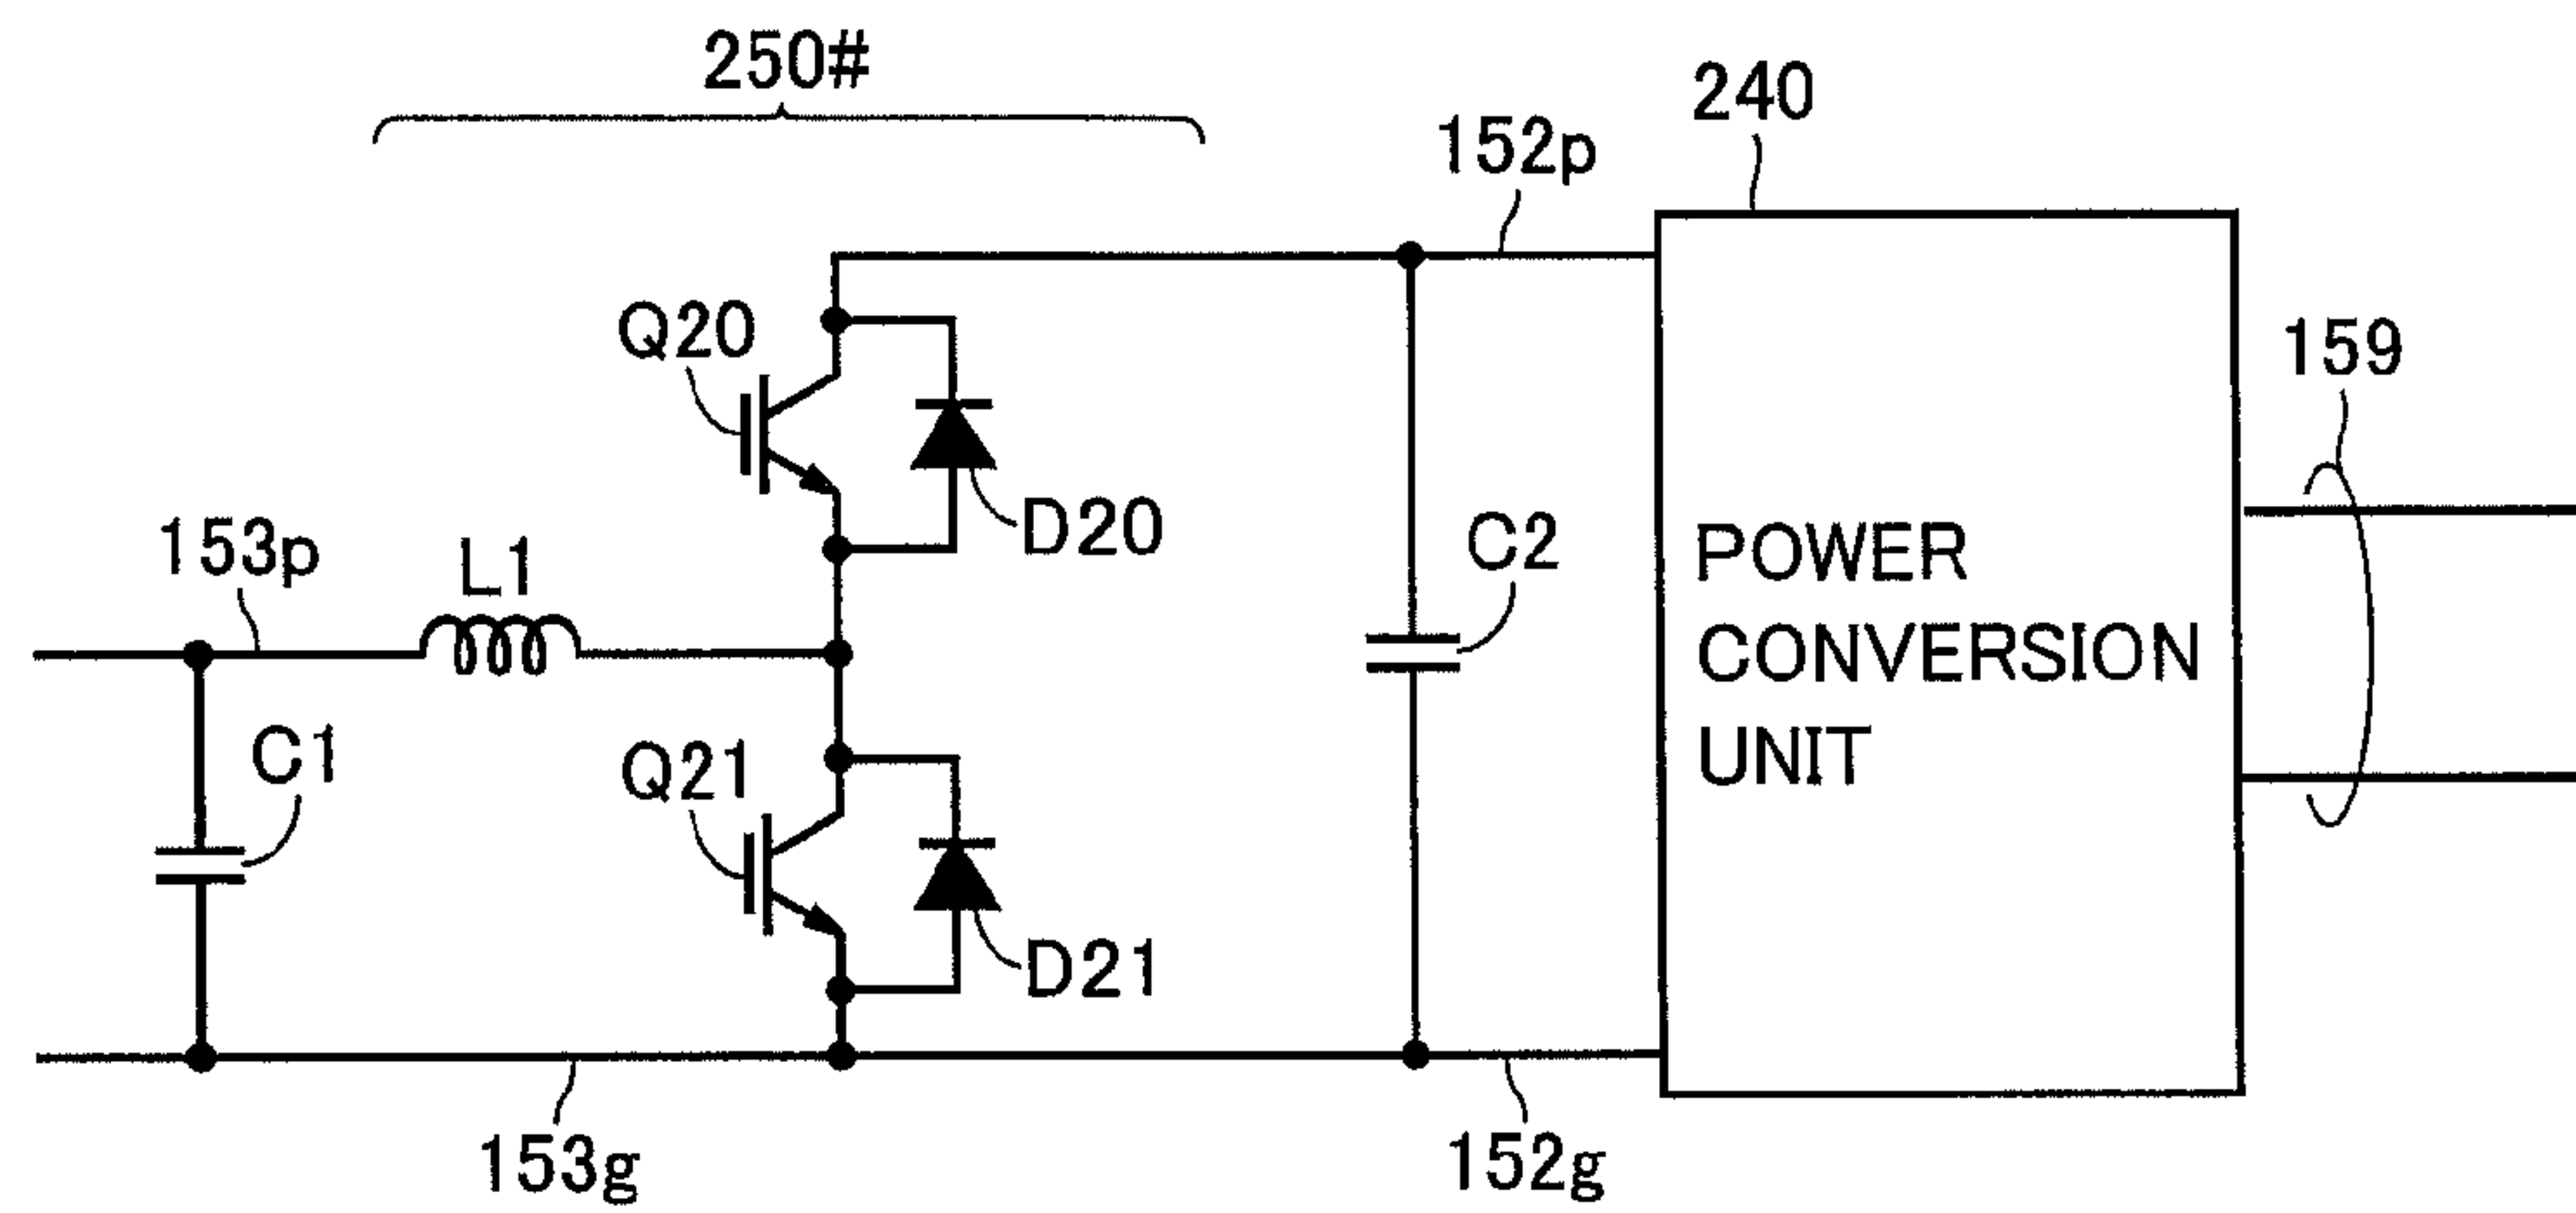 250#
240
152p
Q20
159
D20
153p
L1
C2
POWER
CONVERSION
UNIT
C1
Q21
D21
153g
152g